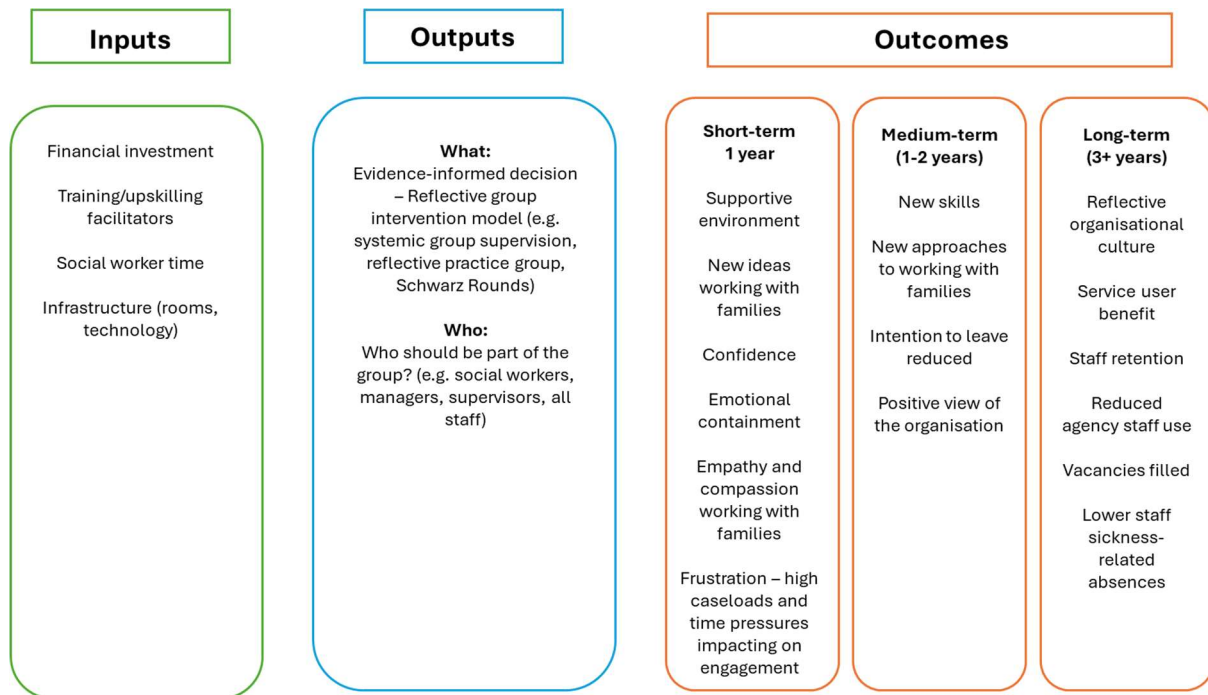 Inputs
Financial investment
Training/upskilling
facilitators
Social worker time
Infrastructure (rooms,
technology)
Outputs
What:
Evidence-informed decision
– Reflective group
intervention model (e.g.
systemic group supervision,
reflective practice group,
Schwarz Rounds)
Who:
Who should be part of the
group? (e.g. social workers,
managers, supervisors, all
staff)
Outcomes
Short-term
1 year
Supportive
environment
New ideas
working with
families
Confidence
Emotional
containment
Empathy and
compassion
working with
families
Frustration – high
caseloads and
time pressures
impacting on
engagement
Medium-term
(1-2 years)
New skills
New approaches
to working with
families
Intention to leave
reduced
Positive view of
the organisation
Long-term
(3+ years)
Reflective
organisational
culture
Service user
benefit
Staff retention
Reduced
agency staff use
Vacancies filled
Lower staff
sickness-
related
absences